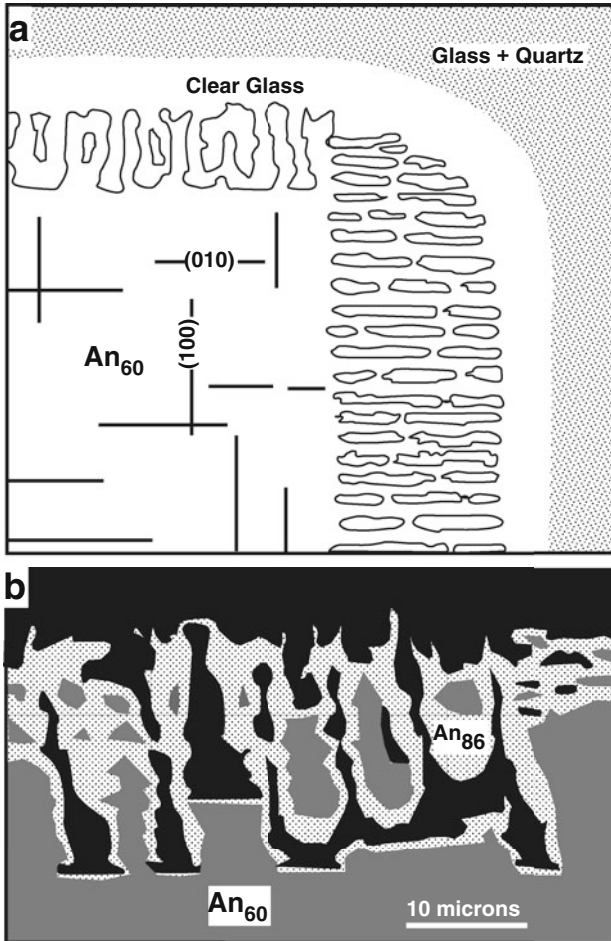 a
Glass + Quartz
Clear Glass
(010)
(100)
An60
b
An86
An60
10 microns